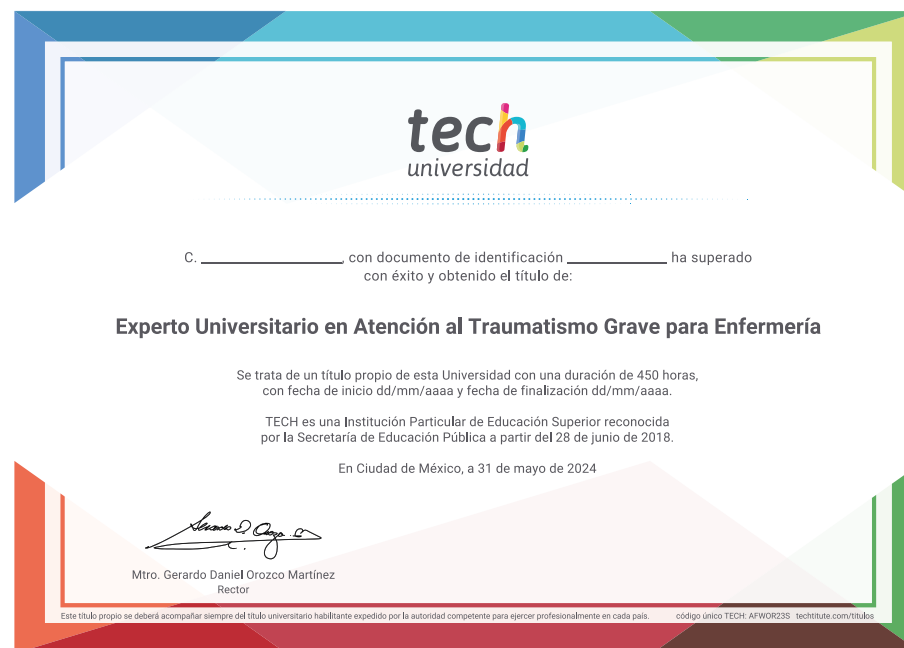 tech
universidad
C. ____________________, con documento de identificación ______________ ha superado
con éxito y obtenido el título de:
Experto Universitario en Atención al Traumatismo Grave para Enfermería
Se trata de un título propio de esta Universidad con una duración de 450 horas,
con fecha de inicio dd/mm/aaaa y fecha de finalización dd/mm/aaaa.
TECH es una Institución Particular de Educación Superior reconocida
por la Secretaría de Educación Pública a partir del 28 de junio de 2018.
En Ciudad de México, a 31 de mayo de 2024
Mtro. Gerardo Daniel Orozco Martínez
Rector
Este título propio se deberá acompañar siempre del título universitario habilitante expedido por la autoridad competente para ejercer profesionalmente en cada país. código único TECH: AFWOR23S techtitute.com/titulos